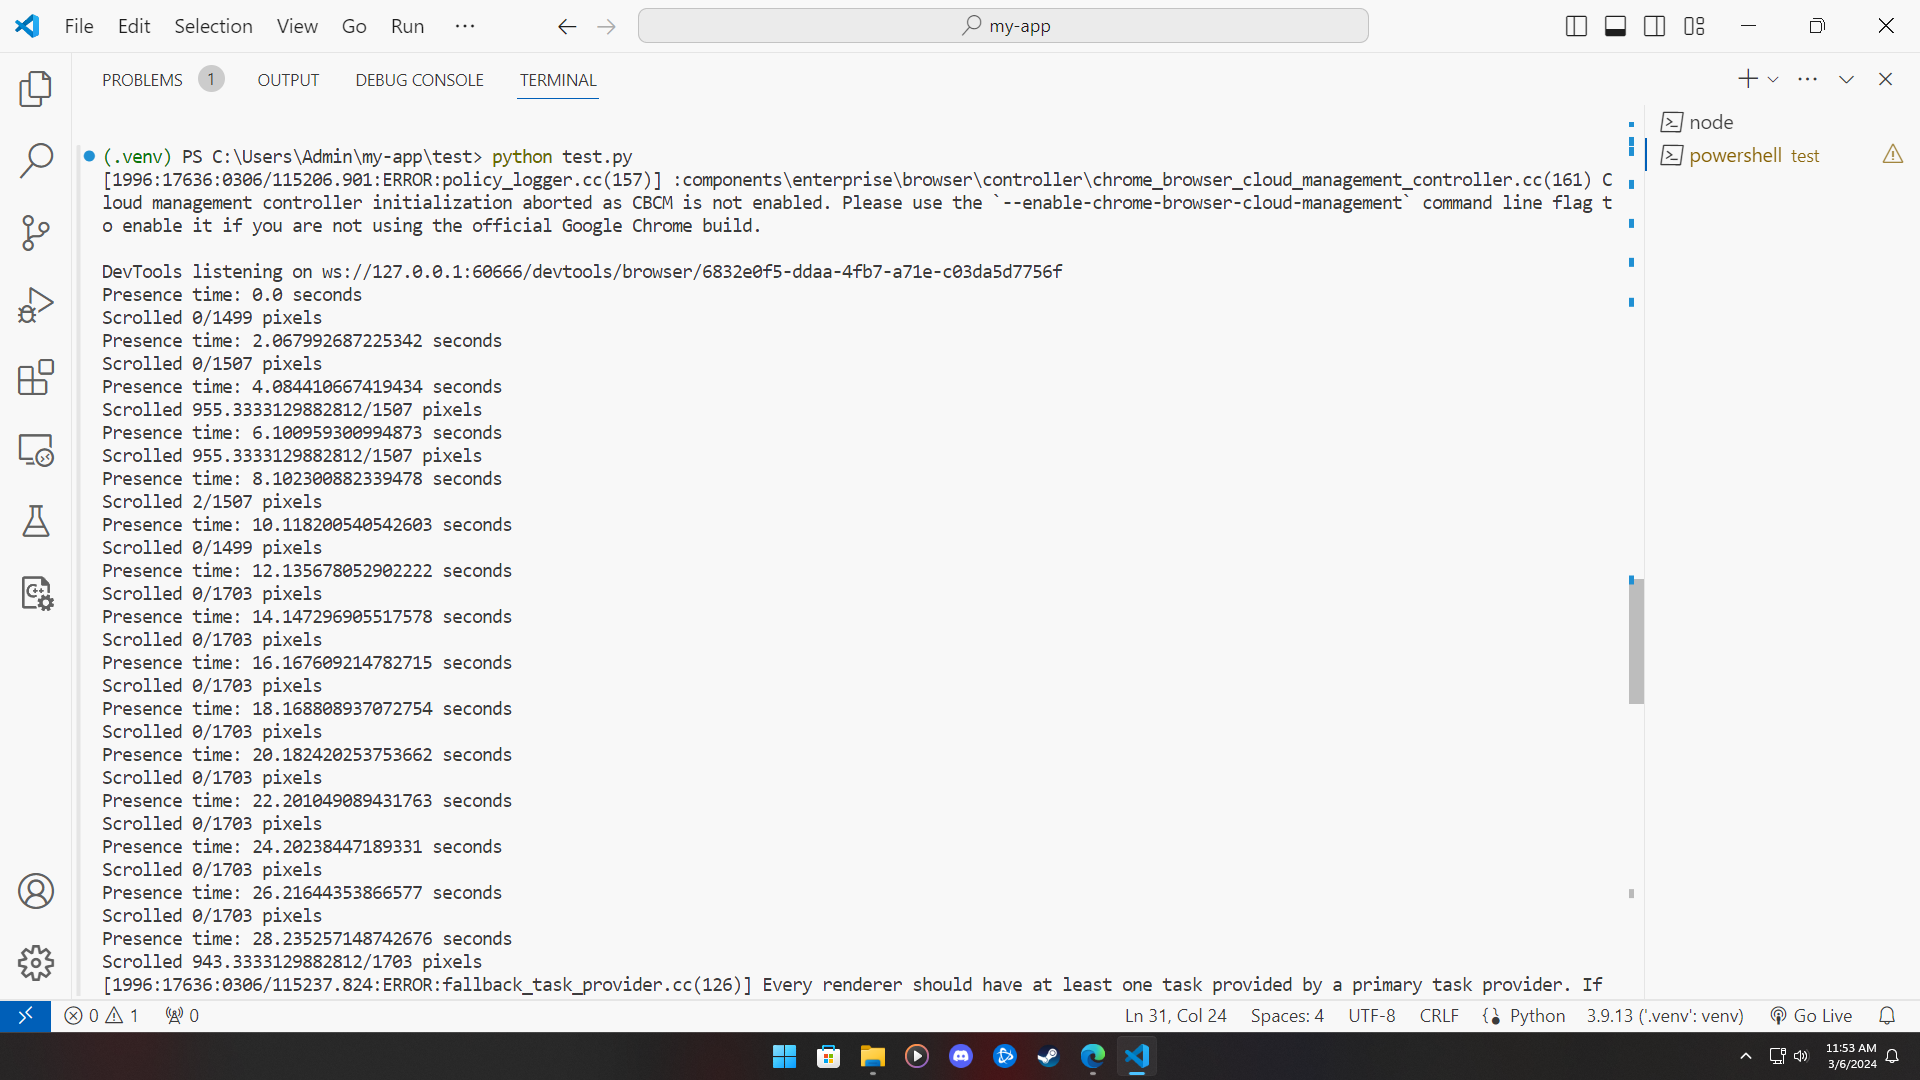 File Edit Selection View Go Run ··· my-app
PROBLEMS 1 OUTPUT DEBUG CONSOLE TERMINAL
node
powershell test
(.venv) PS C:\Users\Admin\my-app\test> python test.py
[1996:17636:0306/115206.901:ERROR:policy_logger.cc(157)] :components\enterprise\browser\controller\chrome_browser_cloud_management_controller.cc(161) C
loud management controller initialization aborted as CBCM is not enabled. Please use the `--enable-chrome-browser-cloud-management` command line flag t
o enable it if you are not using the official Google Chrome build.
DevTools listening on ws://127.0.0.1:60666/devtools/browser/6832e0f5-ddaa-4fb7-a71e-c03da5d7756f
Presence time: 0.0 seconds
Scrolled 0/1499 pixels
Presence time: 2.067992687225342 seconds
Scrolled 0/1507 pixels
Presence time: 4.084410667419434 seconds
Scrolled 955.3333129882812/1507 pixels
Presence time: 6.100959300994873 seconds
Scrolled 955.3333129882812/1507 pixels
Presence time: 8.102300882339478 seconds
Scrolled 2/1507 pixels
Presence time: 10.118200540542603 seconds
Scrolled 0/1499 pixels
Presence time: 12.135678052902222 seconds
Scrolled 0/1703 pixels
Presence time: 14.147296905517578 seconds
Scrolled 0/1703 pixels
Presence time: 16.167609214782715 seconds
Scrolled 0/1703 pixels
Presence time: 18.168808937072754 seconds
Scrolled 0/1703 pixels
Presence time: 20.182420253753662 seconds
Scrolled 0/1703 pixels
Presence time: 22.201049089431763 seconds
Scrolled 0/1703 pixels
Presence time: 24.20238447189331 seconds
Scrolled 0/1703 pixels
Presence time: 26.21644353866577 seconds
Scrolled 0/1703 pixels
Presence time: 28.235257148742676 seconds
Scrolled 943.3333129882812/1703 pixels
[1996:17636:0306/115237.824:ERROR:fallback_task_provider.cc(126)] Every renderer should have at least one task provided by a primary task provider. If
0 1 0 Ln 31, Col 24 Spaces: 4 UTF-8 CRLF Python 3.9.13 ('.venv': venv) Go Live
11:53 AM
3/6/2024